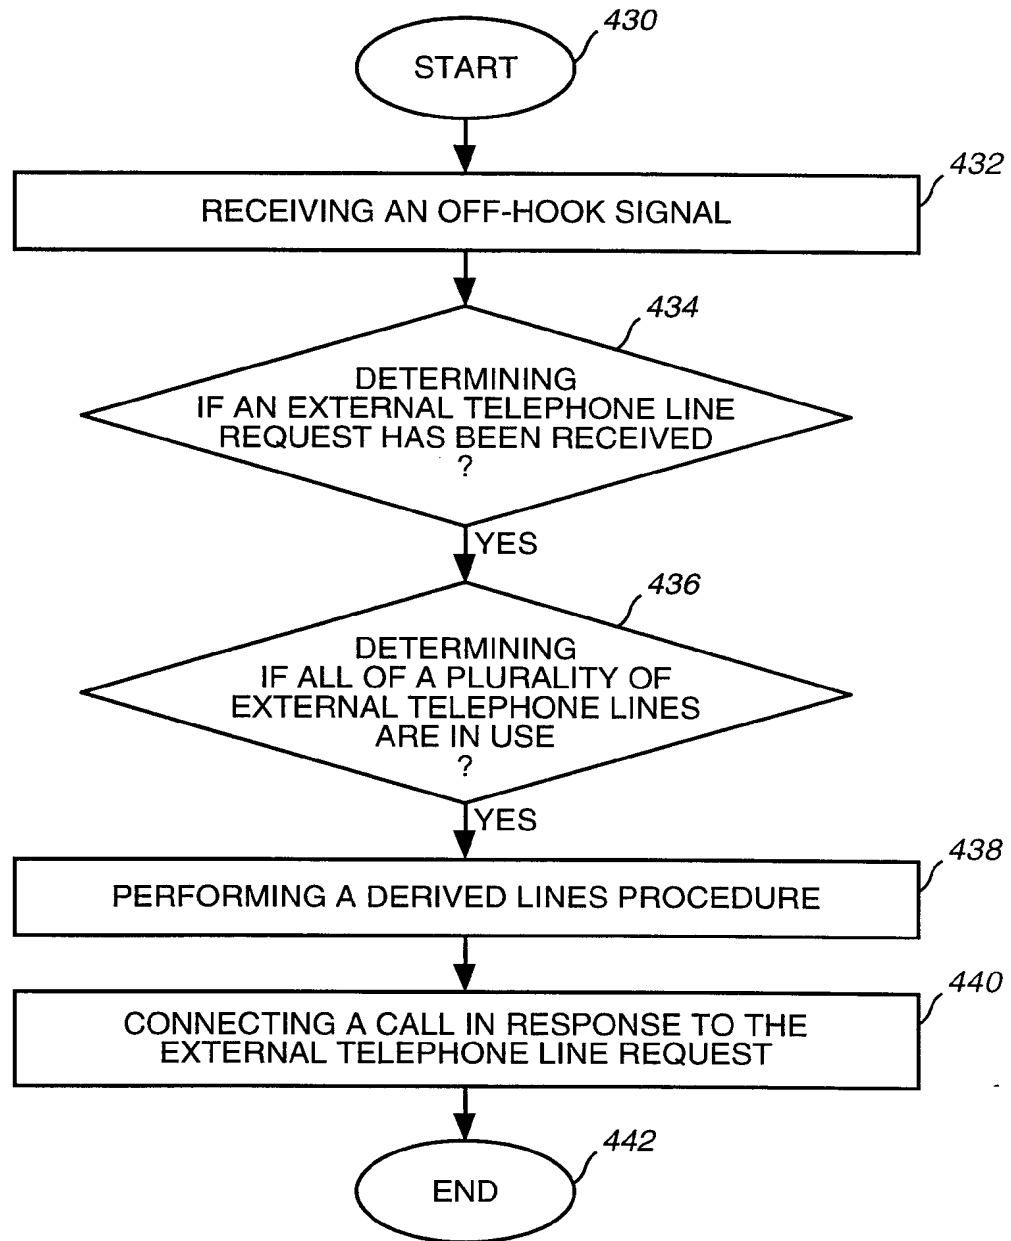 430
START
432
RECEIVING AN OFF-HOOK SIGNAL
434
DETERMINING
IF AN EXTERNAL TELEPHONE LINE
REQUEST HAS BEEN RECEIVED
?
YES
436
DETERMINING
IF ALL OF A PLURALITY OF
EXTERNAL TELEPHONE LINES
ARE IN USE
?
YES
438
PERFORMING A DERIVED LINES PROCEDURE
440
CONNECTING A CALL IN RESPONSE TO THE
EXTERNAL TELEPHONE LINE REQUEST
442
END